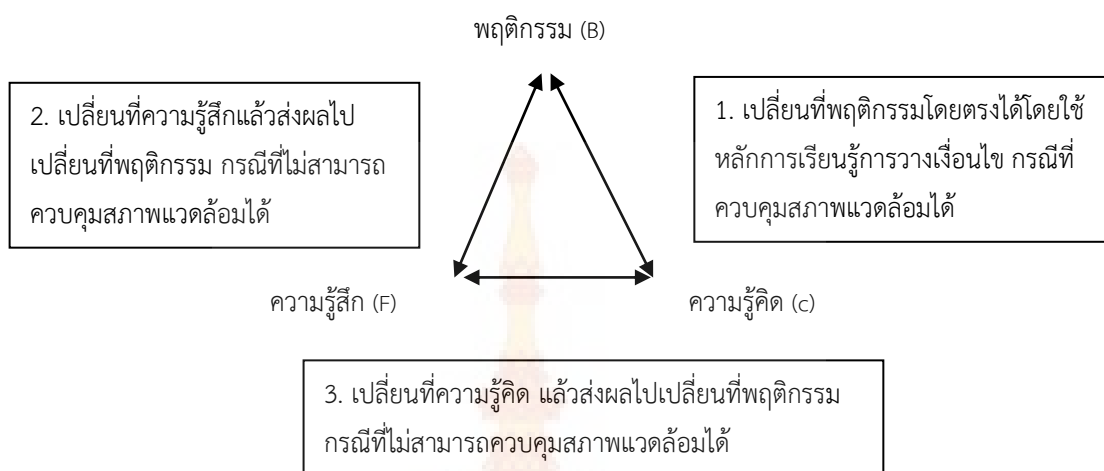 พฤติกรรม (B)
2. เปลี่ยนที่ความรู้สึกแล้วส่งผลไป
เปลี่ยนที่พฤติกรรม กรณีที่ไม่สามารถ
ควบคุมสภาพแวดล้อมได้
1. เปลี่ยนที่พฤติกรรมโดยตรงได้โดยใช้
หลักการเรียนรู้การวางเงื่อนไข กรณีที่
ควบคุมสภาพแวดล้อมได้
ความรู้สึก (F)
ความรู้คิด (c)
3. เปลี่ยนที่ความรู้คิด แล้วส่งผลไปเปลี่ยนที่พฤติกรรม
กรณีที่ไม่สามารถควบคุมสภาพแวดล้อมได้